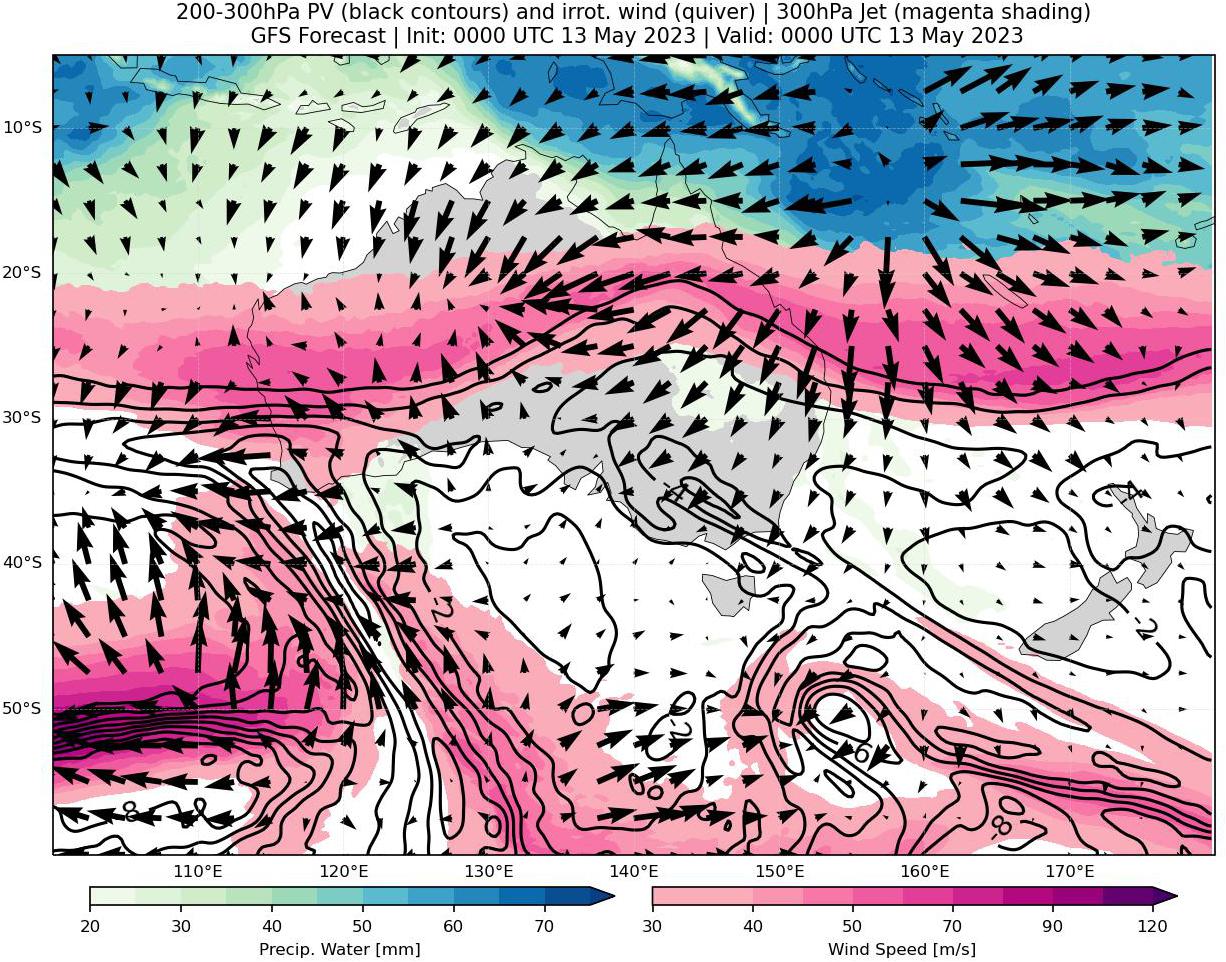 200-300hPa PV (black contours) and irrot. wind (quiver) | 300hPa Jet (magenta shading)
GFS Forecast | Init: 0000 UTC 13 May 2023 | Valid: 0000 UTC 13 May 2023
10°S
20°S
30°S
40°S
50°S
-2
-2
-2
-6
-8
110°E 120°E 130°E 140°E 150°E 160°E 170°E
20 30 40 50 60 70
30 40 50 70 90 120
Precip. Water [mm]
Wind Speed [m/s]